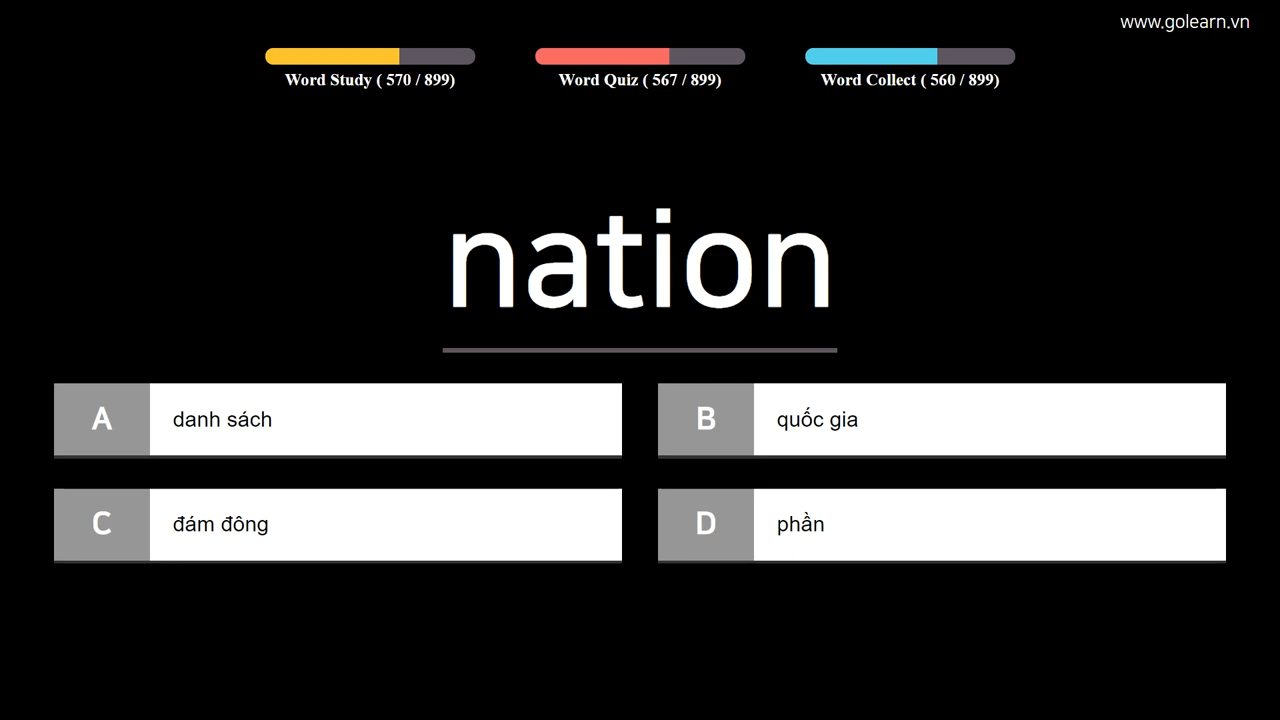 www.golearn.vn
Word Study ( 570 / 899)
Word Quiz ( 567 / 899)
Word Collect ( 560 / 899)
nation
A danh sách
B quốc gia
C đám đông
D phần